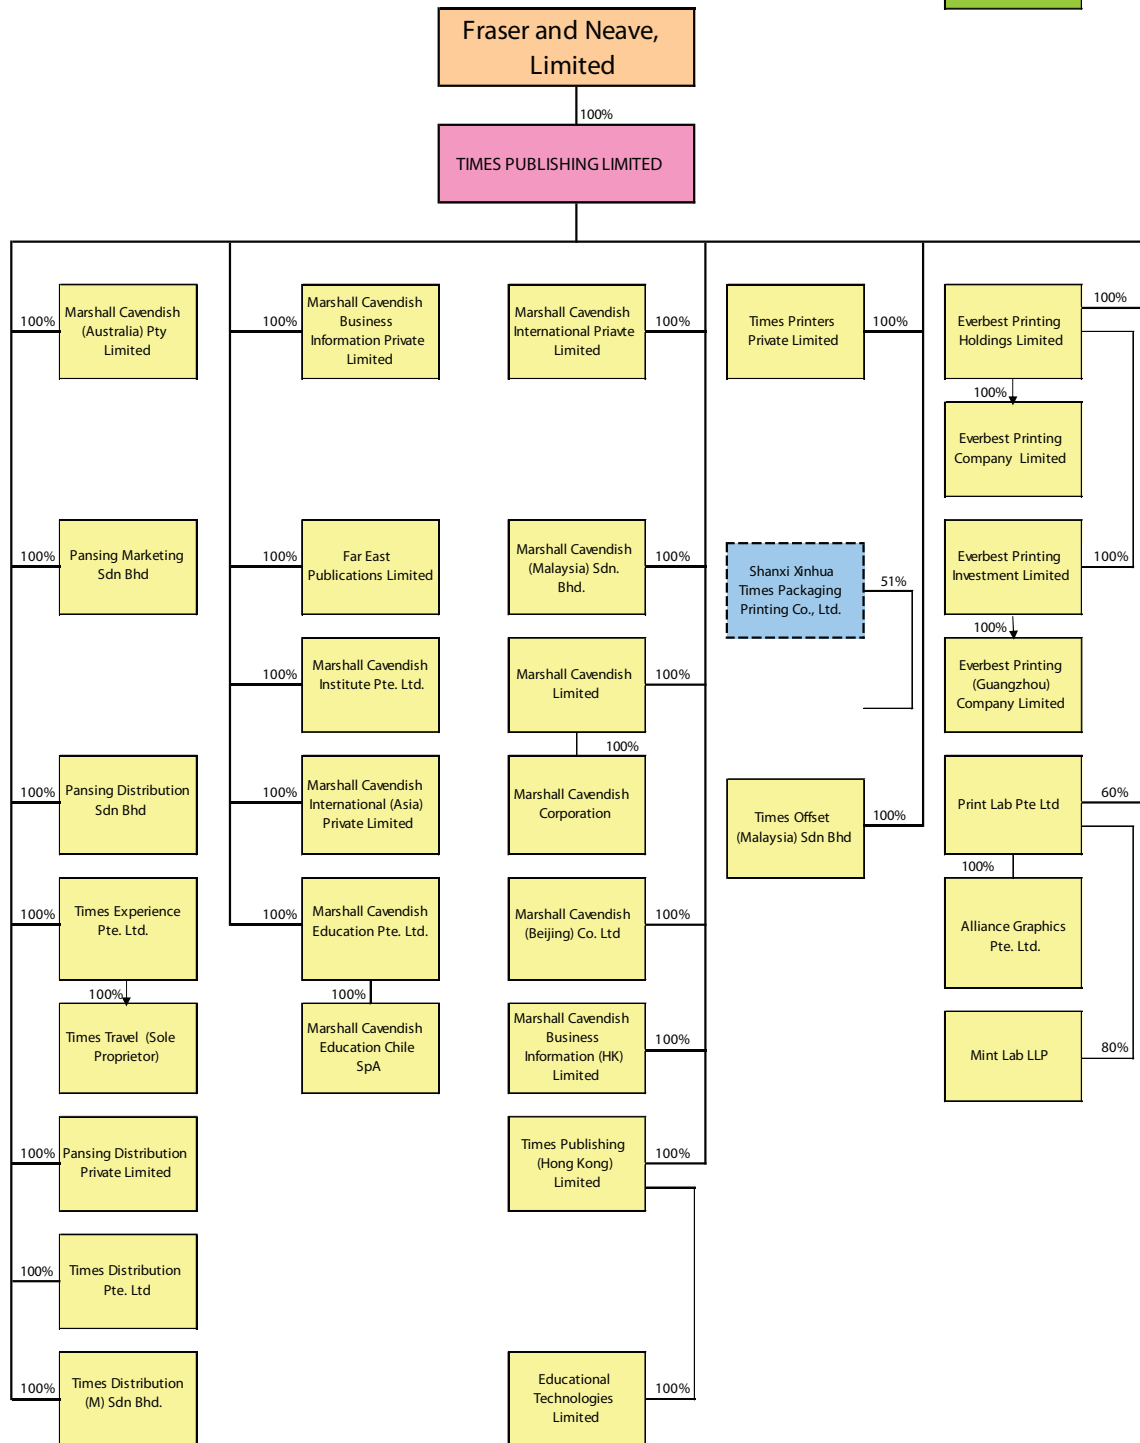 Fraser and Neave,
Limited
100%
TIMES PUBLISHING LIMITED
100%
Marshall Cavendish
(Australia) Pty
Limited
100%
Pansing Marketing
Sdn Bhd
100%
Pansing Distribution
Sdn Bhd
100%
Times Experience
Pte. Ltd.
100%
Times Travel (Sole
Proprietor)
100%
Pansing Distribution
Private Limited
100%
Times Distribution
Pte. Ltd
100%
Times Distribution
(M) Sdn Bhd.
100%
Marshall Cavendish
Business
Information Private
Limited
100%
Far East
Publications Limited
100%
Marshall Cavendish
Institute Pte. Ltd.
100%
Marshall Cavendish
International (Asia)
Private Limited
100%
Marshall Cavendish
Education Pte. Ltd.
100%
Marshall Cavendish
Education Chile
SpA
Marshall Cavendish
International Priavte
Limited
100%
Marshall Cavendish
(Malaysia) Sdn.
Bhd.
100%
Marshall Cavendish
Limited
100%
100%
Marshall Cavendish
Corporation
Marshall Cavendish
(Beijing) Co. Ltd
100%
Marshall Cavendish
Business
Information (HK)
Limited
100%
Times Publishing
(Hong Kong)
Limited
100%
Educational
Technologies
Limited
100%
Times Printers
Private Limited
100%
Shanxi Xinhua
Times Packaging
Printing Co., Ltd.
51%
Times Offset
(Malaysia) Sdn Bhd
100%
Everbest Printing
Holdings Limited
100%
100%
Everbest Printing
Company Limited
Everbest Printing
Investment Limited
100%
100%
Everbest Printing
(Guangzhou)
Company Limited
Print Lab Pte Ltd
60%
100%
Alliance Graphics
Pte. Ltd.
Mint Lab LLP
80%